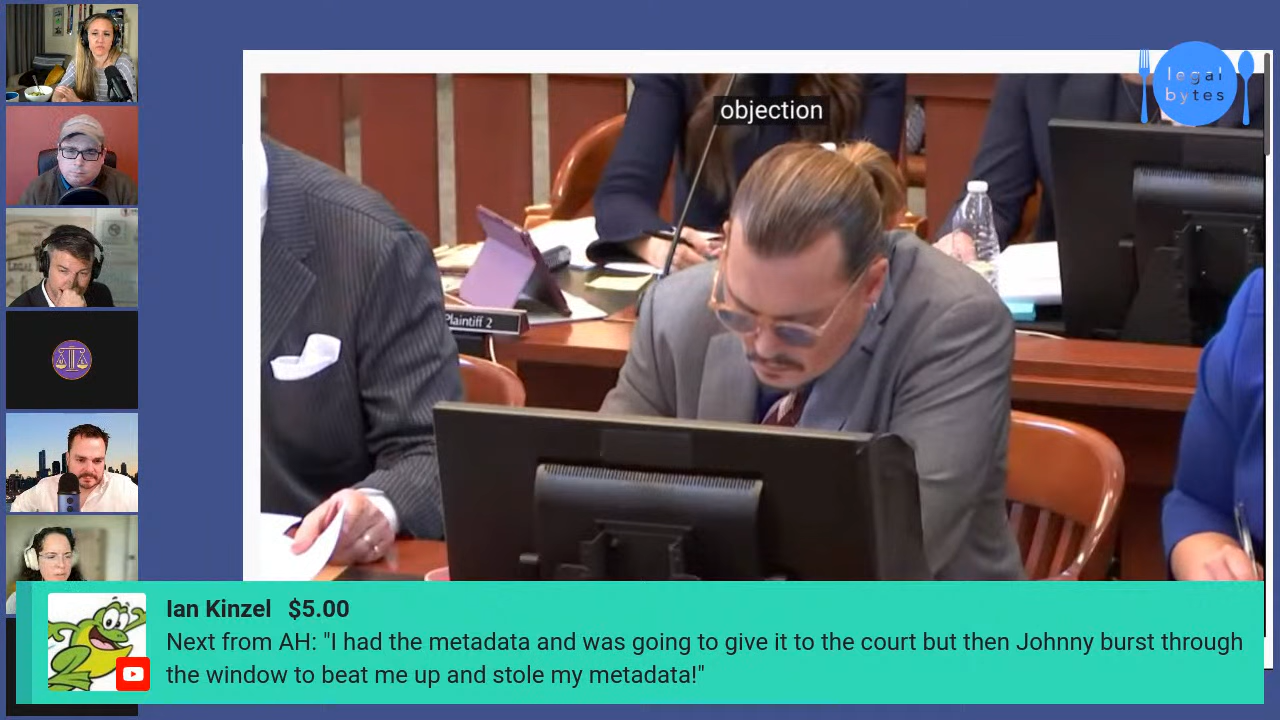 legal
bytes
objection
Plaintiff 2
Ian Kinzel $5.00
Next from AH: "I had the metadata and was going to give it to the court but then Johnny burst through
the window to beat me up and stole my metadata!"